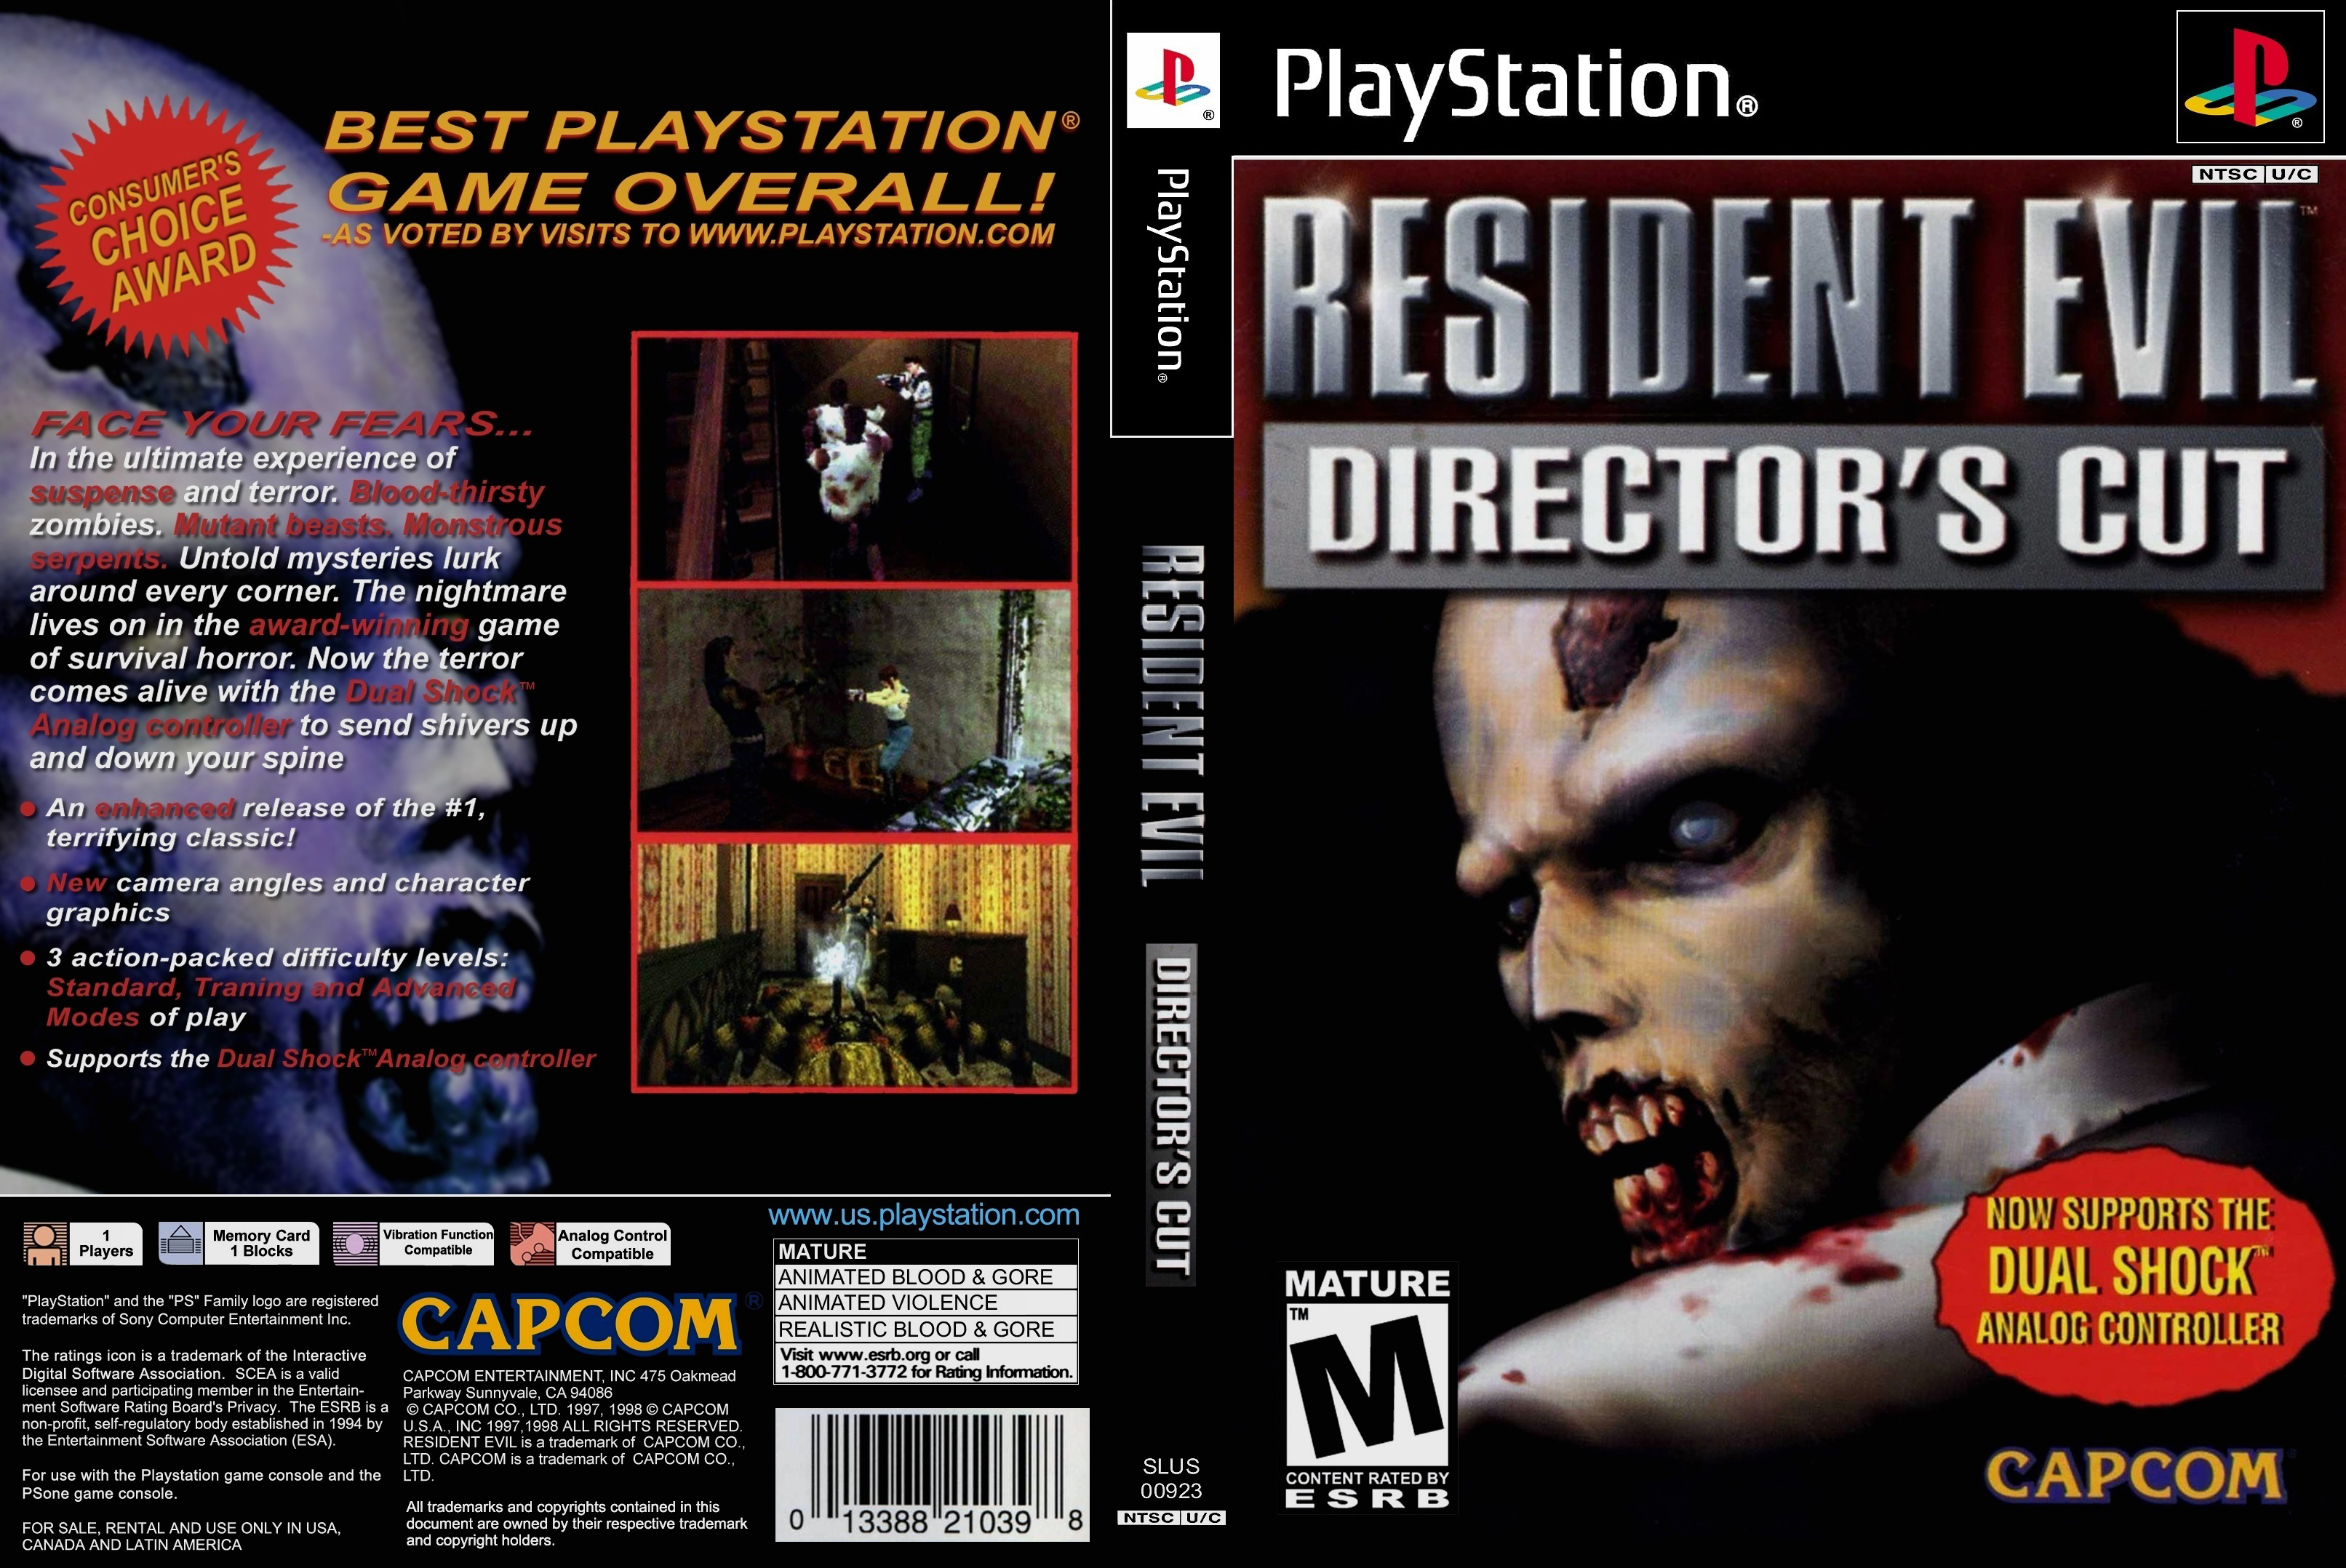 CONSUMER'S
CHOICE
AWARD
BEST PLAYSTATION®
GAME OVERALL!
-AS VOTED BY VISITS TO WWW.PLAYSTATION.COM
FACE YOUR FEARS...
In the ultimate experience of
suspense and terror. Blood-thirsty
zombies. Mutant beasts. Monstrous
serpents. Untold mysteries lurk
around every corner. The nightmare
lives on in the award-winning game
of survival horror. Now the terror
comes alive with the Dual Shock™
Analog controller to send shivers up
and down your spine
● An enhanced release of the #1,
terrifying classic!
● New camera angles and character
graphics
● 3 action-packed difficulty levels:
Standard, Traning and Advanced
Modes of play
● Supports the Dual Shock™Analog controller
1
Players
Memory Card
1 Blocks
Vibration Function
Compatible
Analog Control
Compatible
"PlayStation" and the "PS" Family logo are registered
trademarks of Sony Computer Entertainment Inc.
The ratings icon is a trademark of the Interactive
Digital Software Association. SCEA is a valid
licensee and participating member in the Entertain-
ment Software Rating Board's Privacy. The ESRB is a
non-profit, self-regulatory body established in 1994 by
the Entertainment Software Association (ESA).
For use with the Playstation game console and the
PSone game console.
FOR SALE, RENTAL AND USE ONLY IN USA,
CANADA AND LATIN AMERICA
CAPCOM®
CAPCOM ENTERTAINMENT, INC 475 Oakmead
Parkway Sunnyvale, CA 94086
© CAPCOM CO., LTD. 1997, 1998 © CAPCOM
U.S.A., INC 1997,1998 ALL RIGHTS RESERVED.
RESIDENT EVIL is a trademark of CAPCOM CO.,
LTD. CAPCOM is a trademark of CAPCOM CO.,
LTD.
All trademarks and copyrights contained in this
document are owned by their respective trademark
and copyright holders.
www.us.playstation.com
MATURE
ANIMATED BLOOD & GORE
ANIMATED VIOLENCE
REALISTIC BLOOD & GORE
Visit www.esrb.org or call
1-800-771-3772 for Rating Information.
0 13388 21039 8
®
PlayStation®
RESIDENT EVIL
DIRECTOR'S CUT
SLUS
00923
NTSC U/C
PlayStation®
®
NTSC U/C
RESIDENT EVIL™
DIRECTOR'S CUT
NOW SUPPORTS THE
DUAL SHOCK™
ANALOG CONTROLLER
MATURE
™
M
CONTENT RATED BY
ESRB
CAPCOM